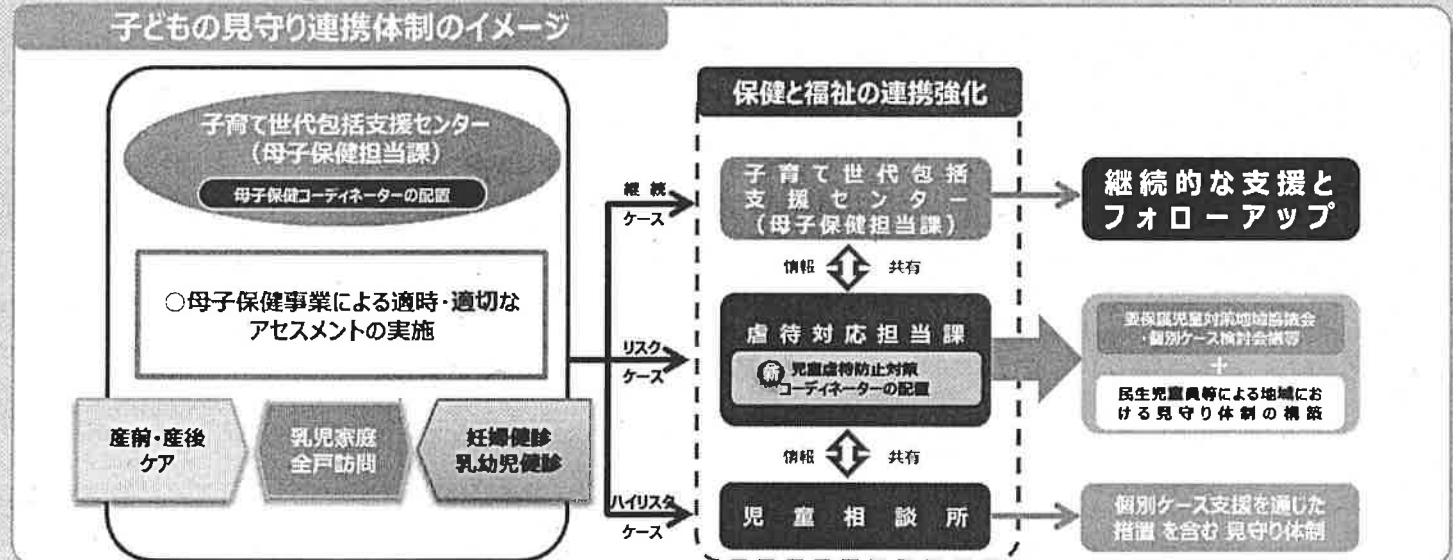 子どもの見守り連携体制のイメージ
子育て世代包括支援センター
(母子保健担当課)
母子保健コーディネーターの配置
○母子保健事業による適時・適切な
アセスメントの実施
産前・産後
ケア
乳児家庭
全戸訪問
妊婦健診
乳幼児健診
継続
ケース
リスク
ケース
ハイリスク
ケース
保健と福祉の連携強化
子育て世代包括
支援センター
(母子保健担当課)
情報 共有
虐待対応担当課
新 児童虐待防止対策
コーディネーターの配置
情報 共有
児童相談所
継続的な支援と
フォローアップ
要保護児童対策地域協議会
・個別ケース検討会議等
+
民生児童員等による地域にお
ける見守り体制の構築
個別ケース支援を通じた
措置を含む見守り体制